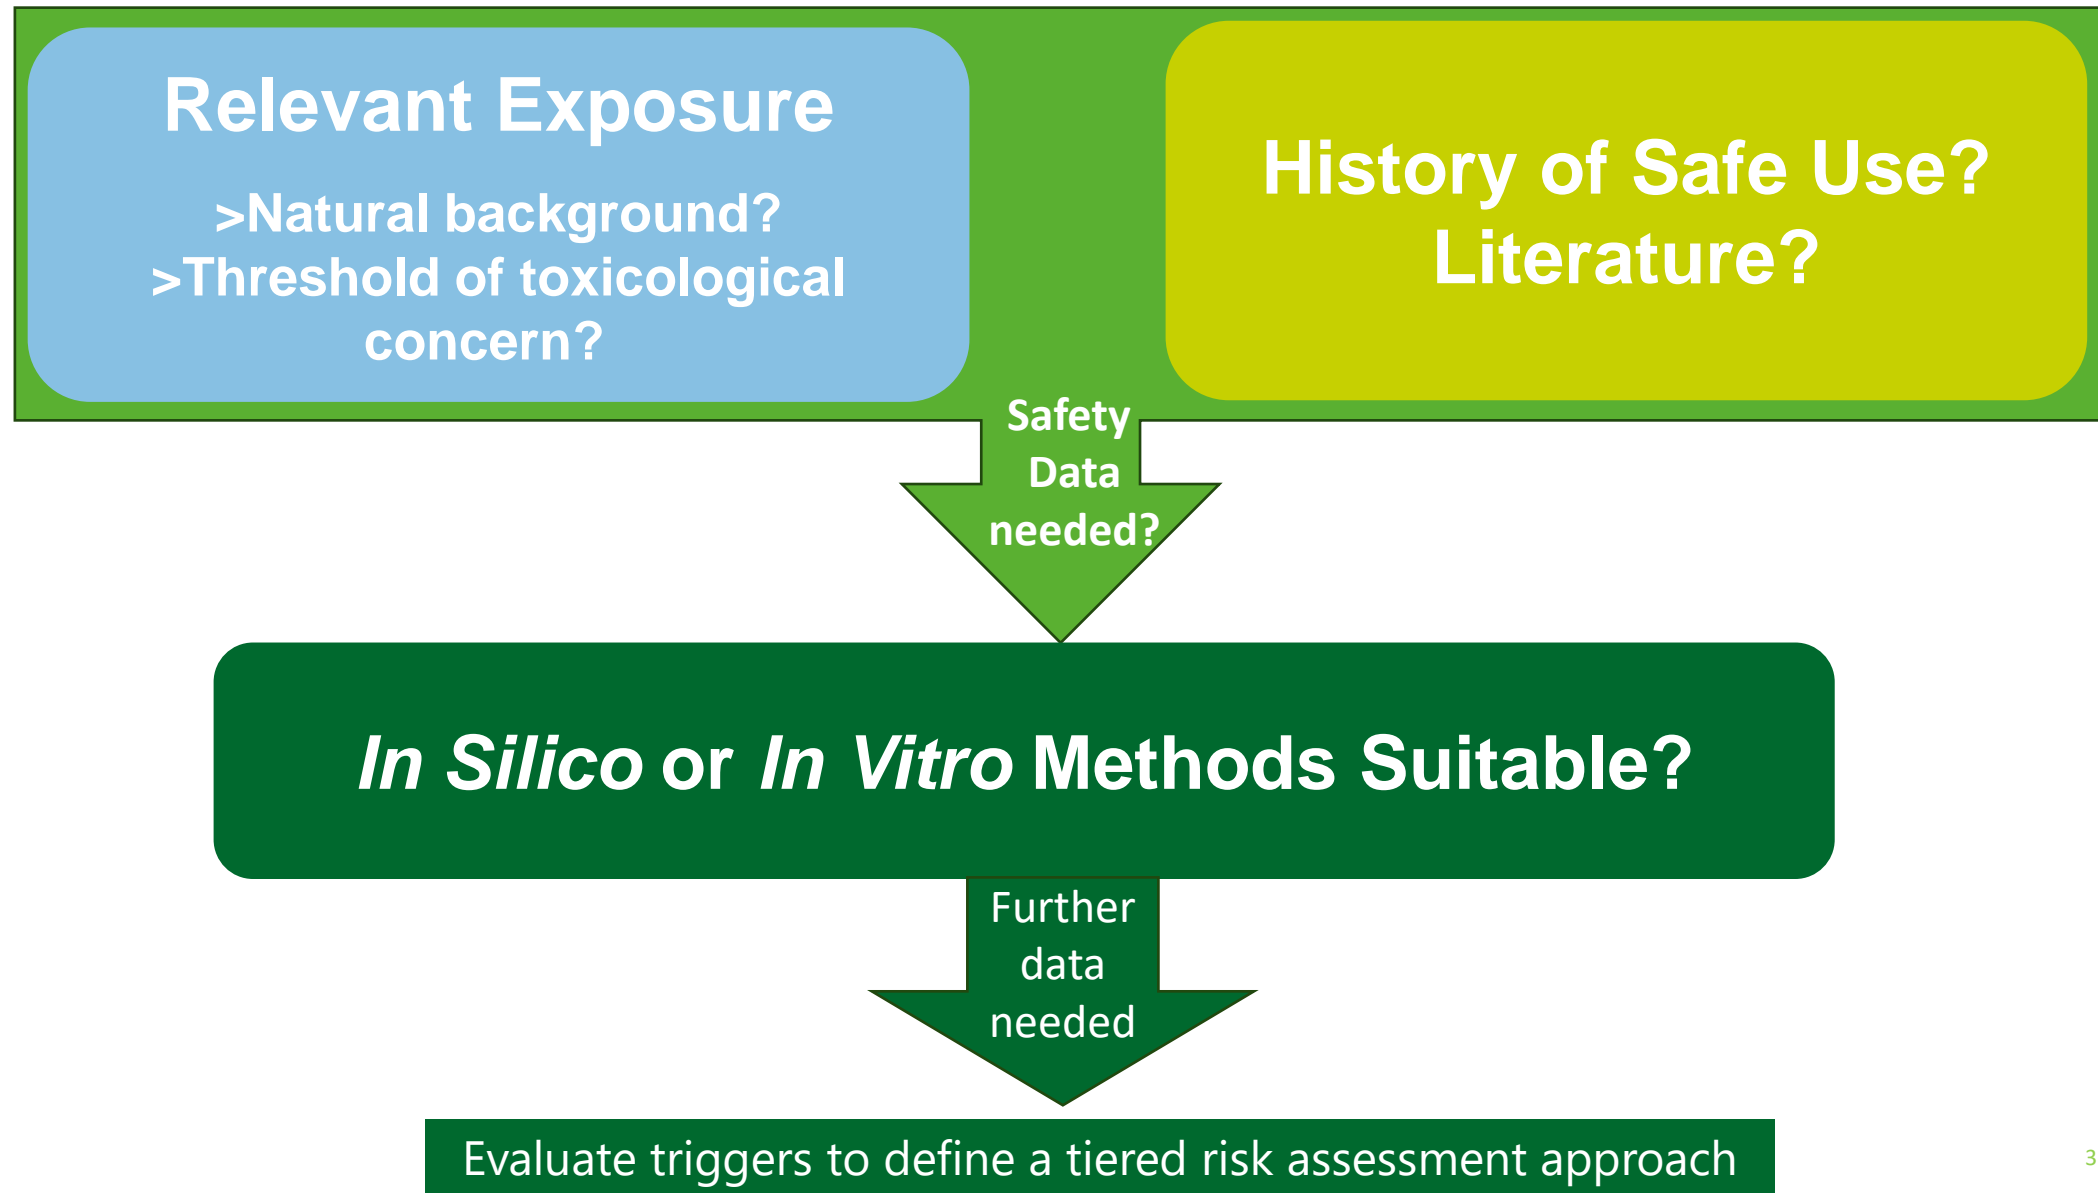 Relevant Exposure
>Natural background?
>Threshold of toxicological
concern?
History of Safe Use?
Literature?
Safety
Data
needed?
In Silico or In Vitro Methods Suitable?
Further
data
needed
Evaluate triggers to define a tiered risk assessment approach
3